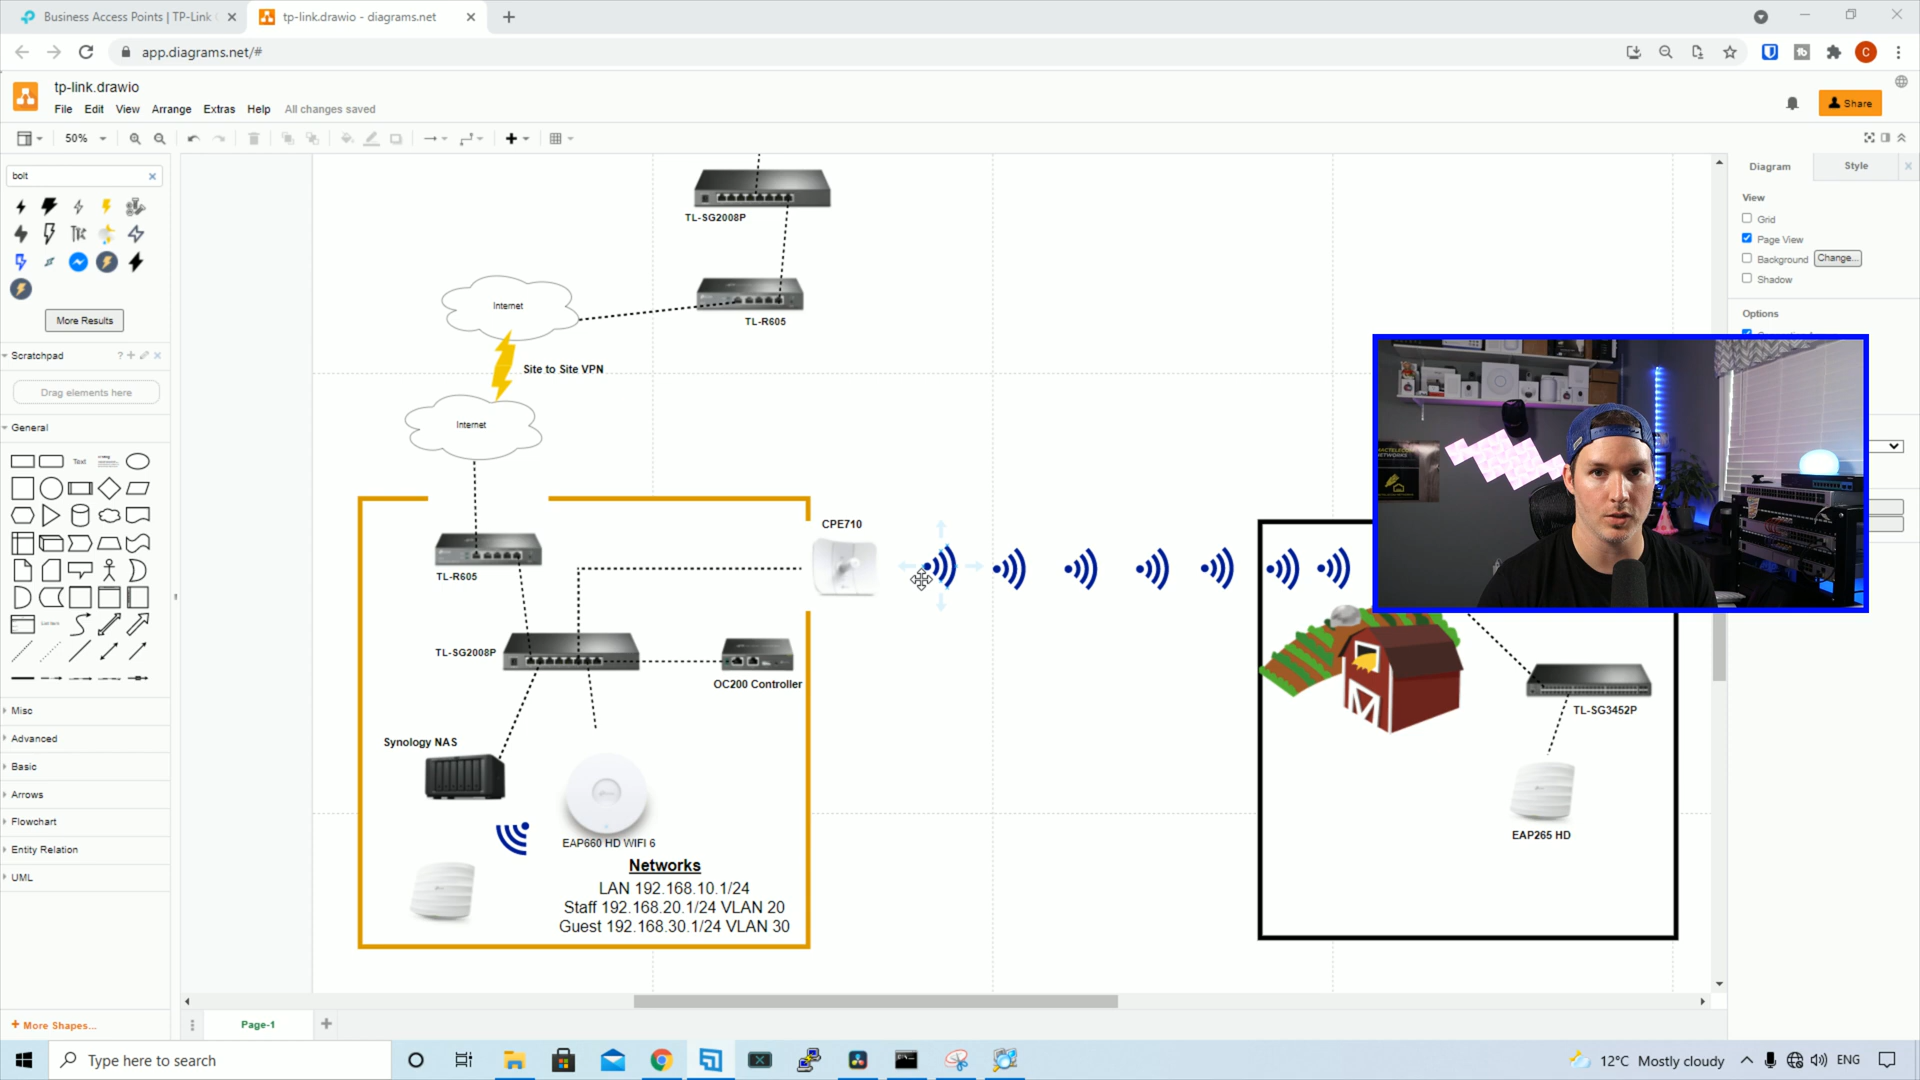 Business Access Points | TP-Link
tp-link.drawio - diagrams.net
app.diagrams.net/#
C
tp-link.drawio
File Edit View Arrange Extras Help All changes saved
Share
50%
Diagram
Style
bolt
More Results
Scratchpad
?
Drag elements here
General
Text
List Item
Misc
Advanced
Basic
Arrows
Flowchart
Entity Relation
UML
More Shapes...
View
Grid
Page View
Background
Change...
Shadow
Options
TL-SG2008P
Internet
TL-R605
Site to Site VPN
Internet
CPE710
TL-R605
TL-SG2008P
OC200 Controller
Synology NAS
EAP660 HD WIFI 6
Networks
LAN 192.168.10.1/24
Staff 192.168.20.1/24 VLAN 20
Guest 192.168.30.1/24 VLAN 30
TL-SG3452P
EAP265 HD
Page-1
Type here to search
12°C Mostly cloudy
ENG